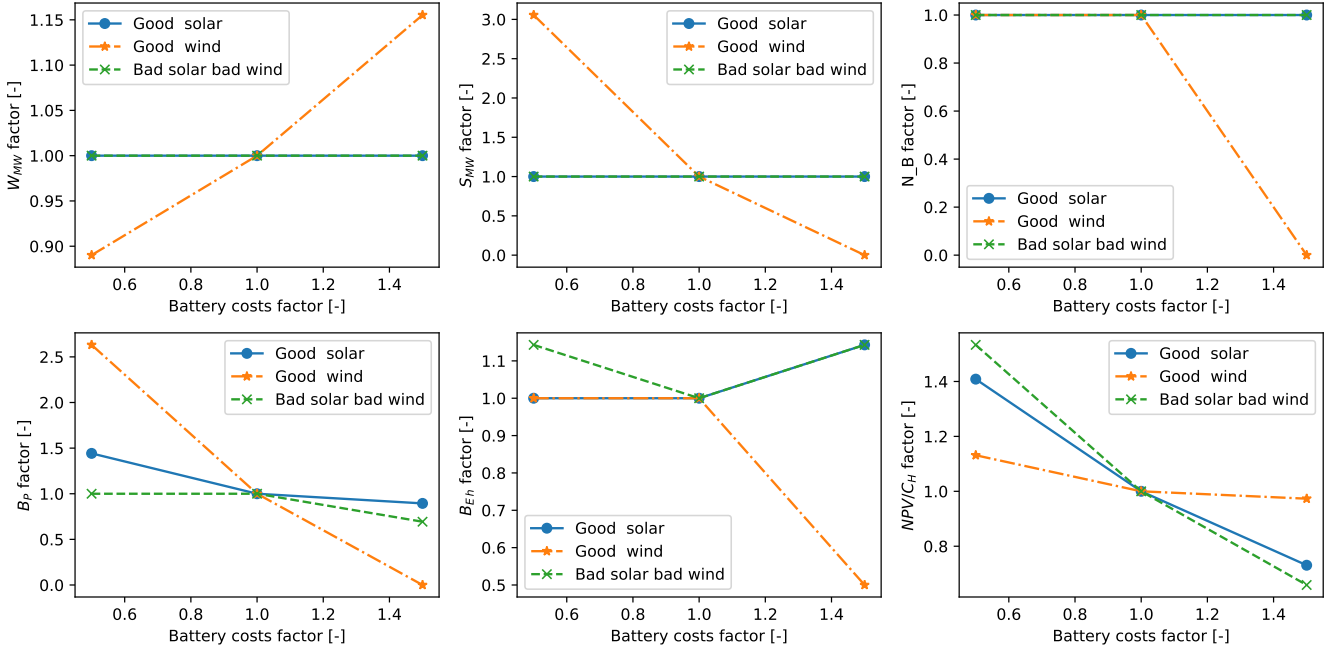 W_MW factor [-]
1.15
1.10
1.05
1.00
0.95
0.90
Good solar
Good wind
Bad solar bad wind
0.6 0.8 1.0 1.2 1.4
Battery costs factor [-]
S_MW factor [-]
3.0
2.5
2.0
1.5
1.0
0.5
0.0
Good solar
Good wind
Bad solar bad wind
0.6 0.8 1.0 1.2 1.4
Battery costs factor [-]
N_B factor [-]
1.0
0.8
0.6
0.4
0.2
0.0
Good solar
Good wind
Bad solar bad wind
0.6 0.8 1.0 1.2 1.4
Battery costs factor [-]
B_P factor [-]
2.5
2.0
1.5
1.0
0.5
0.0
Good solar
Good wind
Bad solar bad wind
0.6 0.8 1.0 1.2 1.4
Battery costs factor [-]
B_Eh factor [-]
1.1
1.0
0.9
0.8
0.7
0.6
0.5
Good solar
Good wind
Bad solar bad wind
0.6 0.8 1.0 1.2 1.4
Battery costs factor [-]
NPV/C_H factor [-]
1.4
1.2
1.0
0.8
Good solar
Good wind
Bad solar bad wind
0.6 0.8 1.0 1.2 1.4
Battery costs factor [-]